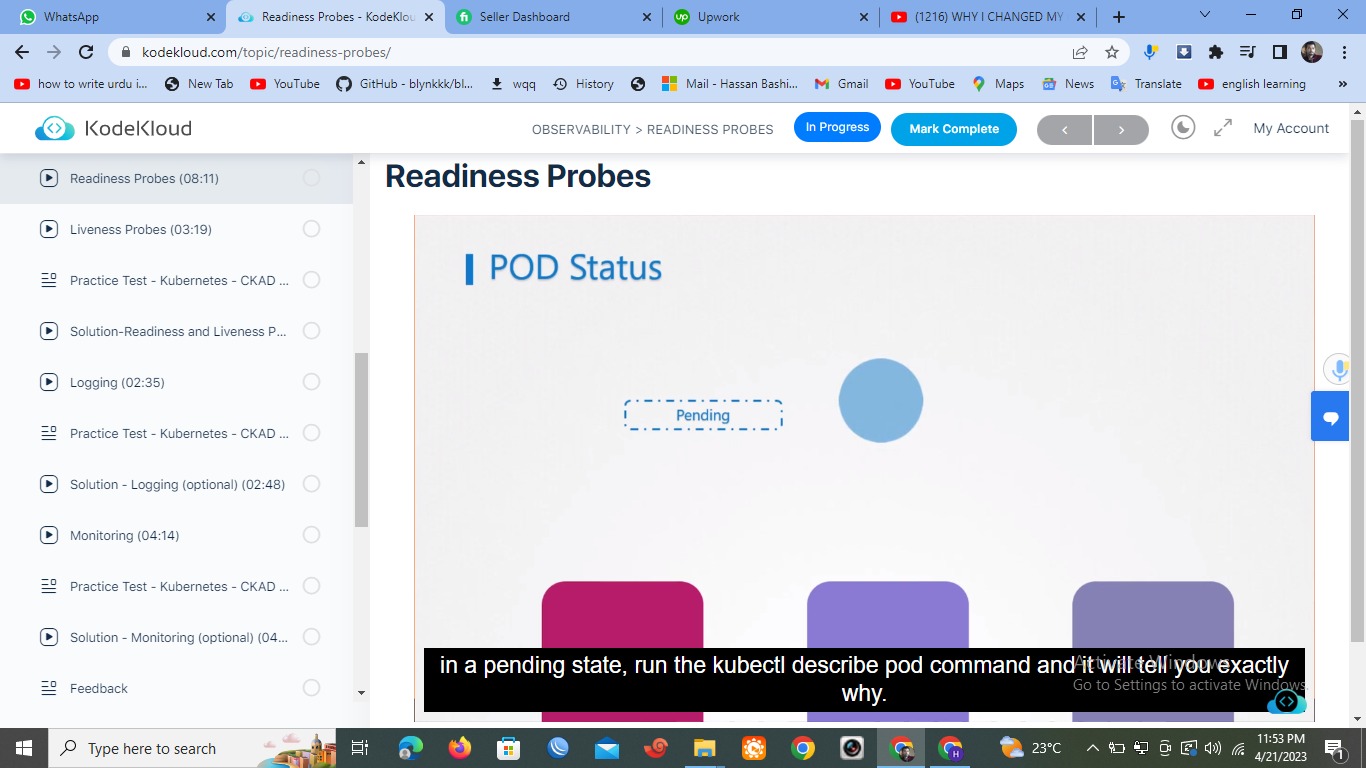 WhatsApp
Readiness Probes - KodeKlou
Seller Dashboard
Upwork
(1216) WHY I CHANGED MY
kodekloud.com/topic/readiness-probes/
how to write urdu i...
New Tab
YouTube
GitHub - blynkkk/bl...
wqq
History
Mail - Hassan Bashi...
Gmail
YouTube
Maps
News
Translate
english learning
KodeKloud
OBSERVABILITY > READINESS PROBES
In Progress
Mark Complete
My Account
Readiness Probes (08:11)
Liveness Probes (03:19)
Practice Test - Kubernetes - CKAD ...
Solution-Readiness and Liveness P...
Logging (02:35)
Practice Test - Kubernetes - CKAD ...
Solution - Logging (optional) (02:48)
Monitoring (04:14)
Practice Test - Kubernetes - CKAD ...
Solution - Monitoring (optional) (04...
Feedback
Readiness Probes
POD Status
Pending
in a pending state, run the kubectl describe pod command and it will tell you exactly
why.
Activate Windows
Go to Settings to activate Windows.
Type here to search
23°C
11:53 PM
4/21/2023
1